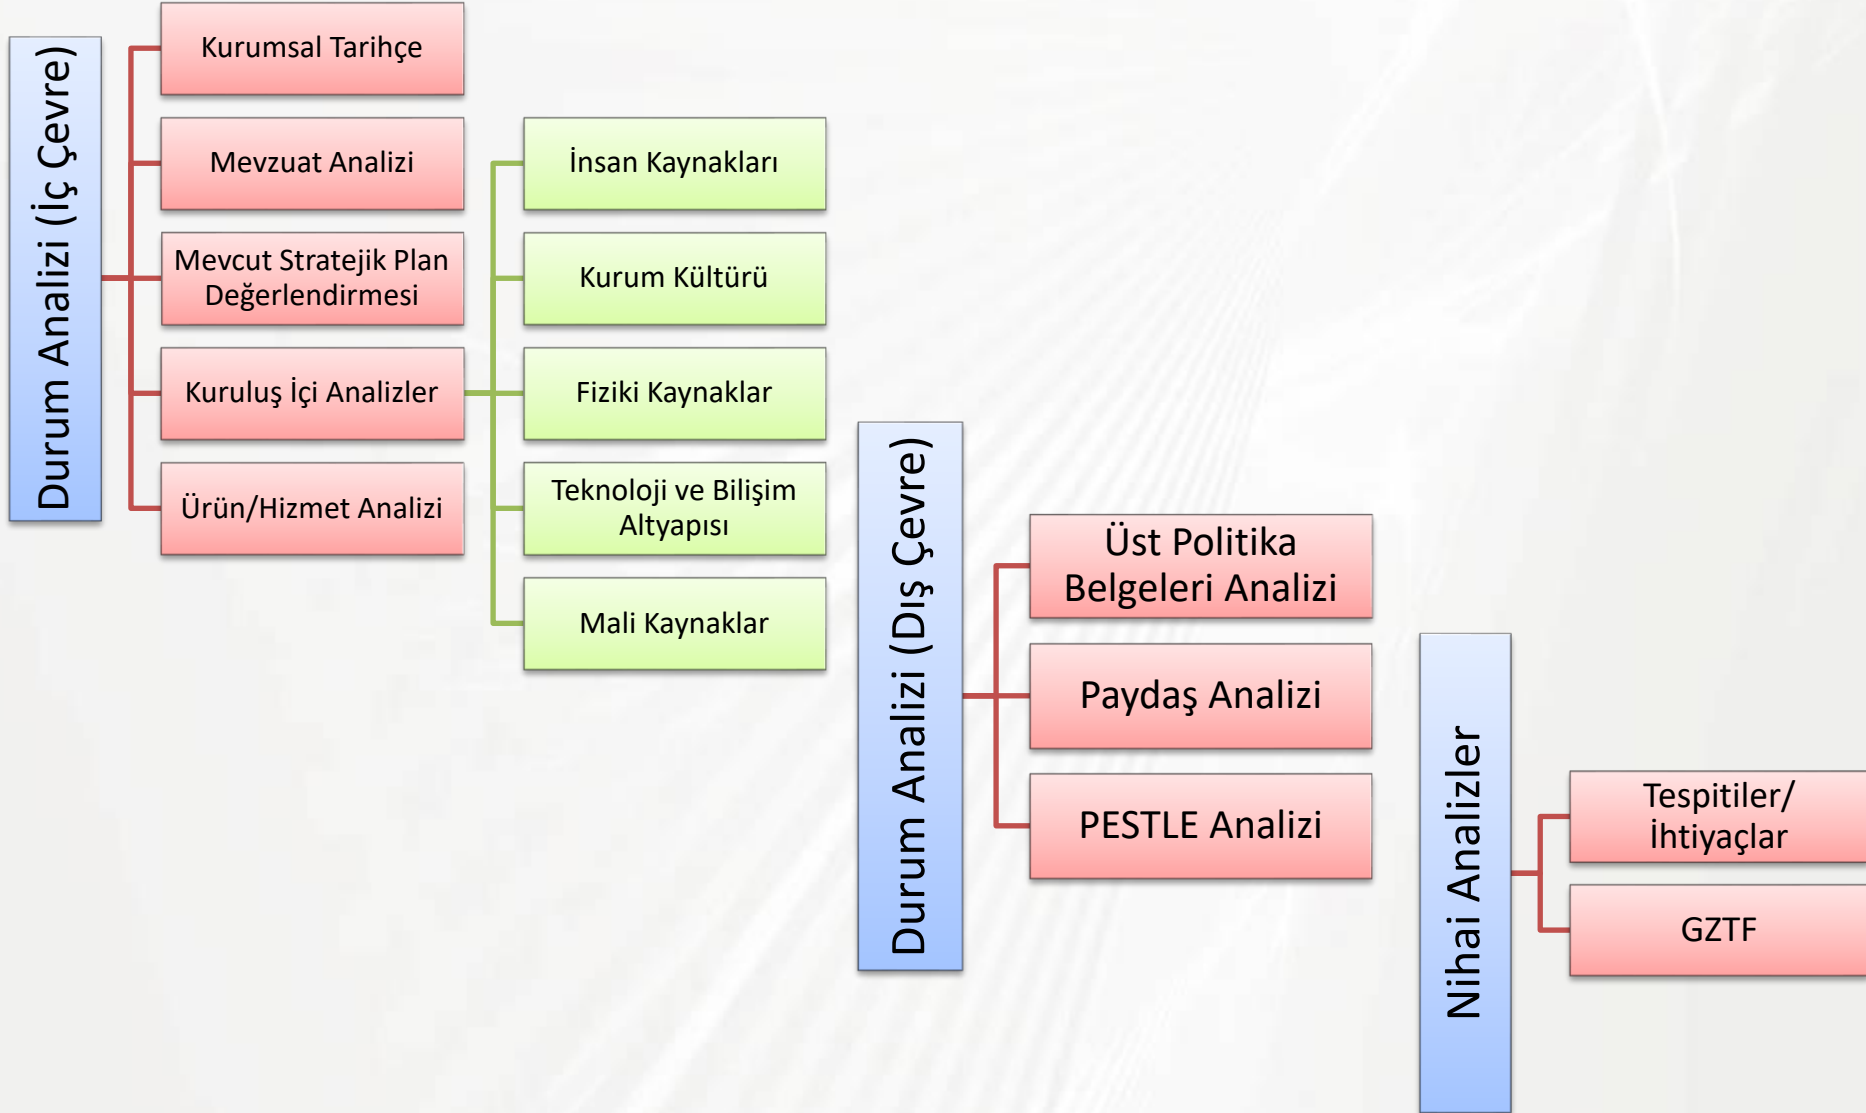 Durum Analizi (İç Çevre)
Kurumsal Tarihçe
Mevzuat Analizi
Mevcut Stratejik Plan
Değerlendirmesi
Kuruluş İçi Analizler
Ürün/Hizmet Analizi
İnsan Kaynakları
Kurum Kültürü
Fiziki Kaynaklar
Teknoloji ve Bilişim
Altyapısı
Mali Kaynaklar
Durum Analizi (Dış Çevre)
Üst Politika
Belgeleri Analizi
Paydaş Analizi
PESTLE Analizi
Nihai Analizler
Tespitiler/
İhtiyaçlar
GZTF